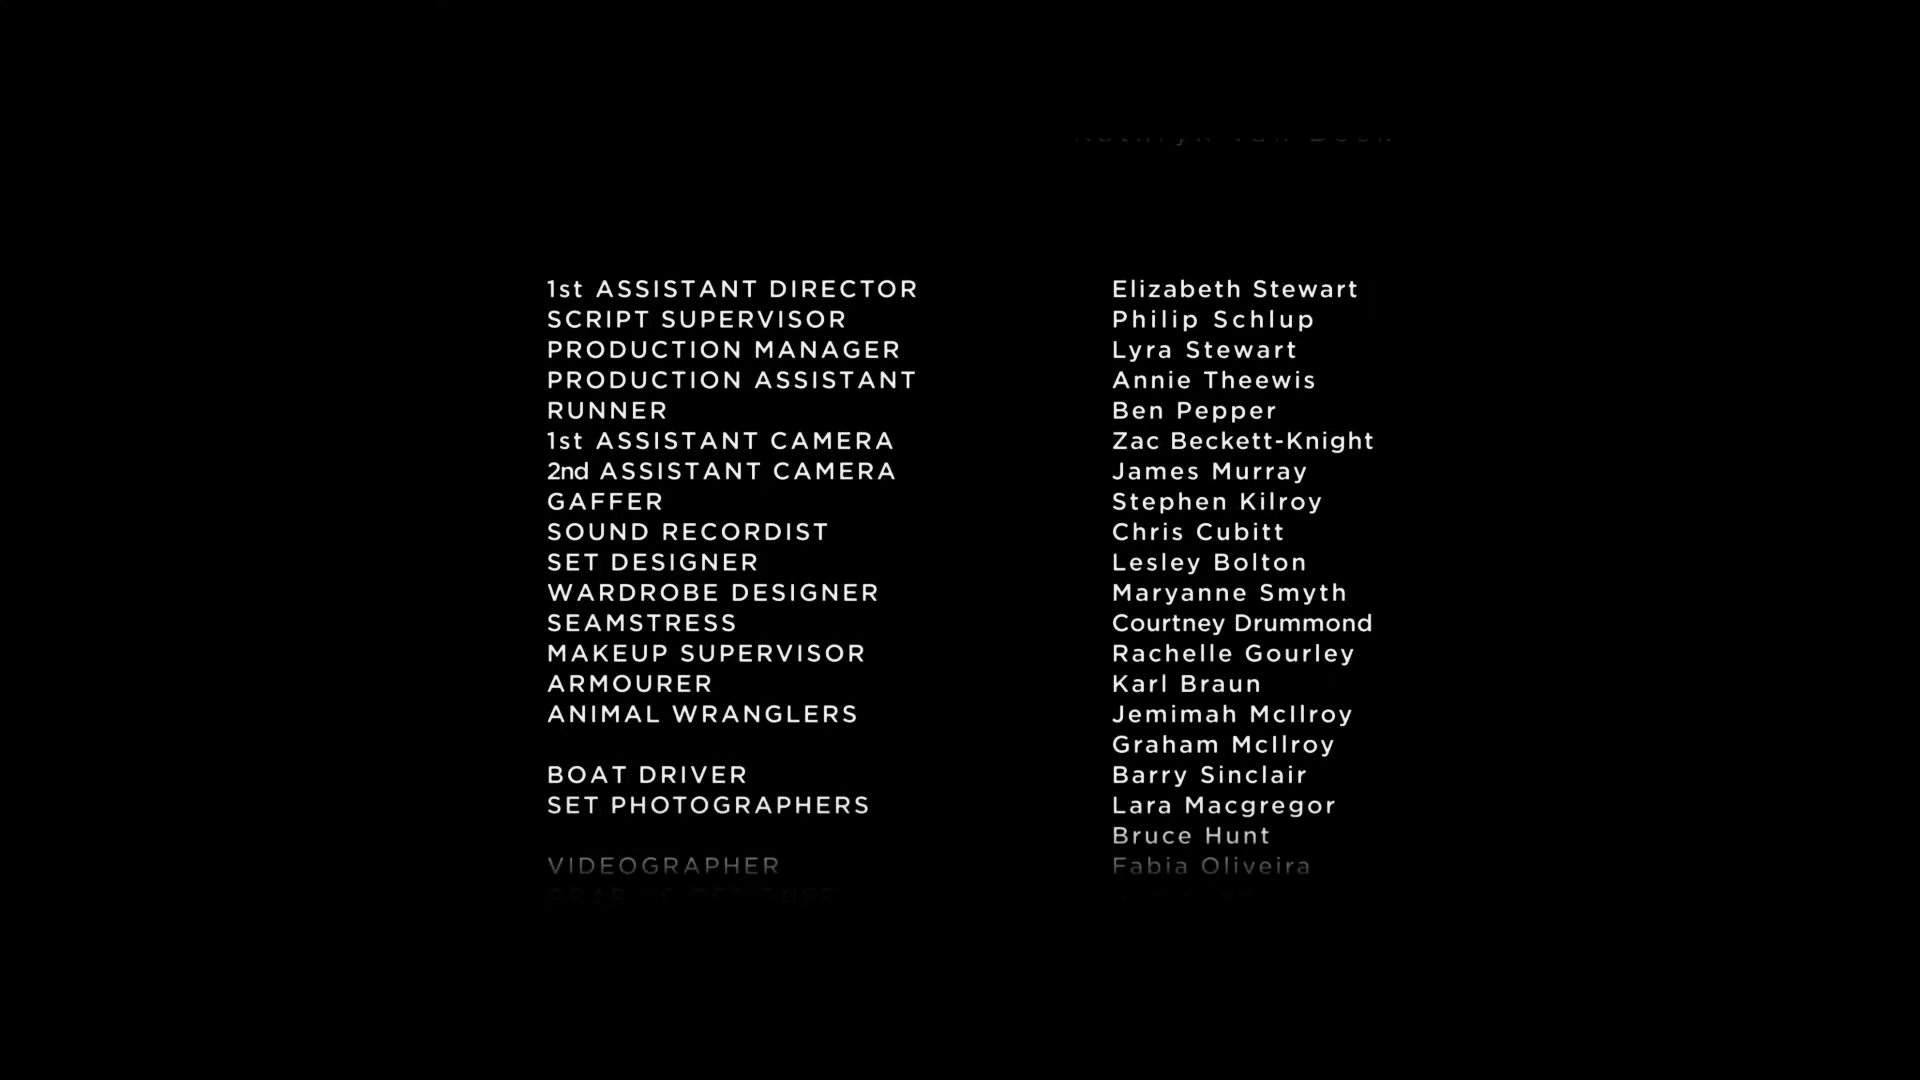 1st ASSISTANT DIRECTOR Elizabeth Stewart
SCRIPT SUPERVISOR Philip Schlup
PRODUCTION MANAGER Lyra Stewart
PRODUCTION ASSISTANT Annie Theewis
RUNNER Ben Pepper
1st ASSISTANT CAMERA Zac Beckett-Knight
2nd ASSISTANT CAMERA James Murray
GAFFER Stephen Kilroy
SOUND RECORDIST Chris Cubitt
SET DESIGNER Lesley Bolton
WARDROBE DESIGNER Maryanne Smyth
SEAMSTRESS Courtney Drummond
MAKEUP SUPERVISOR Rachelle Gourley
ARMOURER Karl Braun
ANIMAL WRANGLERS Jemimah McIlroy
Graham McIlroy
BOAT DRIVER Barry Sinclair
SET PHOTOGRAPHERS Lara Macgregor
Bruce Hunt
VIDEOGRAPHER Fabia Oliveira